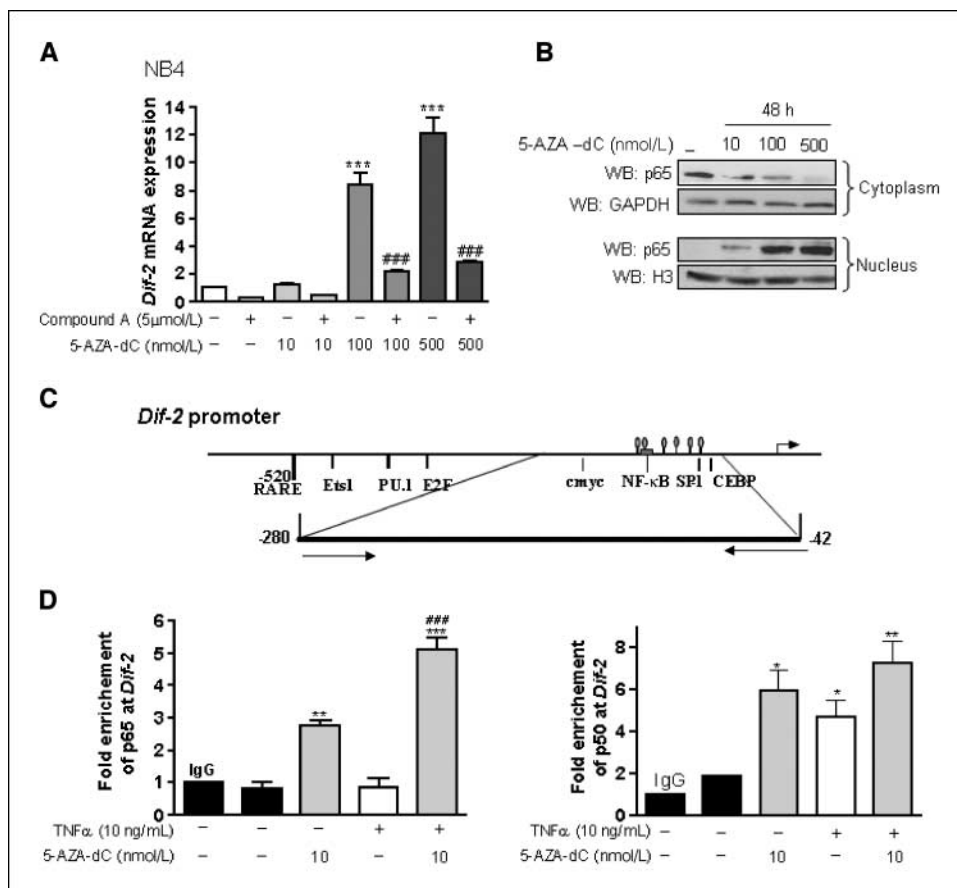 A
NB4
Dif-2 mRNA expression
14
12
10
8
6
4
2
0
*** ***
### ###
Compound A (5µmol/L) – + – + – + – +
5-AZA-dC (nmol/L) – – 10 10 100 100 500 500
B
48 h
5-AZA –dC (nmol/L) – 10 100 500
WB: p65
WB: GAPDH
Cytoplasm
WB: p65
WB: H3
Nucleus
C
Dif-2 promoter
-520
RARE Ets1 PU.1 E2F cmyc NF-κB SP1 CEBP
-280 -42
D
Fold enrichement
of p65 at Dif-2
6
5
4
3
2
1
0
IgG
**
###
***
TNFα (10 ng/mL) – – – + +
5-AZA-dC (nmol/L) – – 10 – 10
Fold enrichement
of p50 at Dif-2
8
6
4
2
0
IgG
*
*
**
TNFα (10 ng/mL) – – – + +
5-AZA-dC (nmol/L) – – 10 – 10